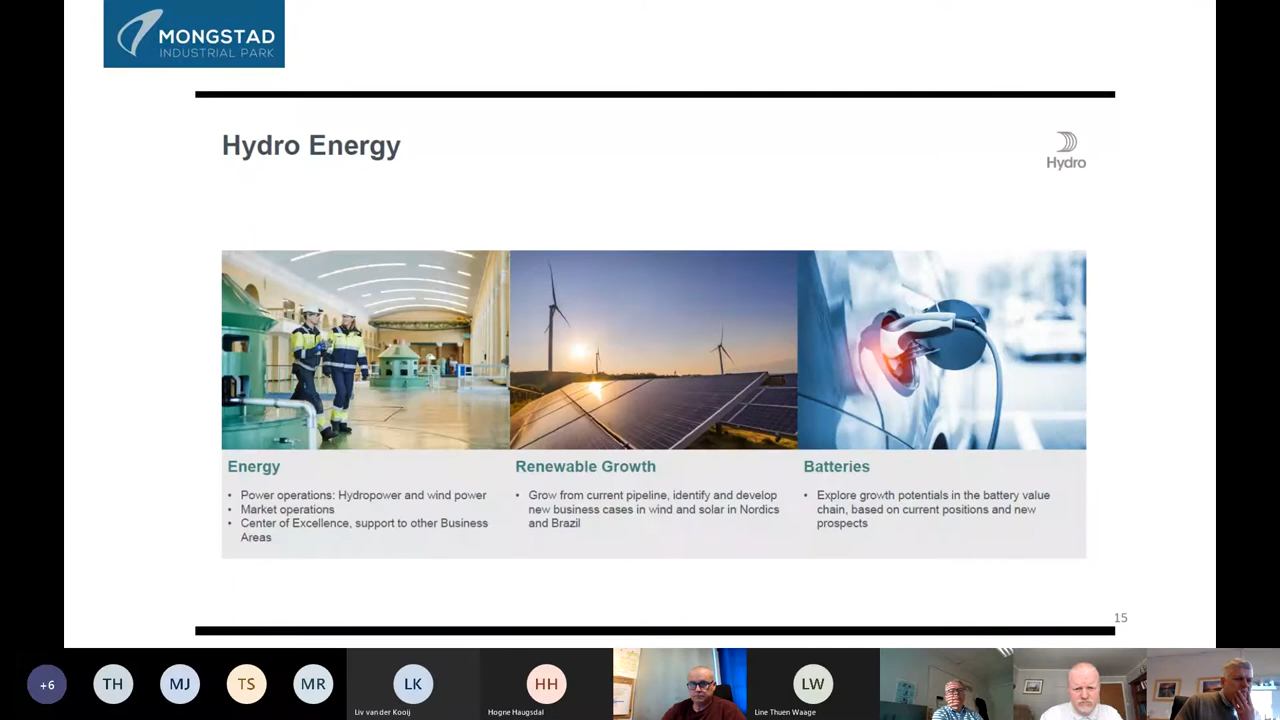 MONGSTAD
INDUSTRIAL PARK
Hydro Energy
Hydro
Energy
• Power operations: Hydropower and wind power
• Market operations
• Center of Excellence, support to other Business
Areas
Renewable Growth
• Grow from current pipeline, identify and develop
new business cases in wind and solar in Nordics
and Brazil
Batteries
• Explore growth potentials in the battery value
chain, based on current positions and new
prospects
15
+6
TH
MJ
TS
MR
LK
Liv van der Kooij
HH
Hogne Haugsdal
LW
Line Thuen Waage